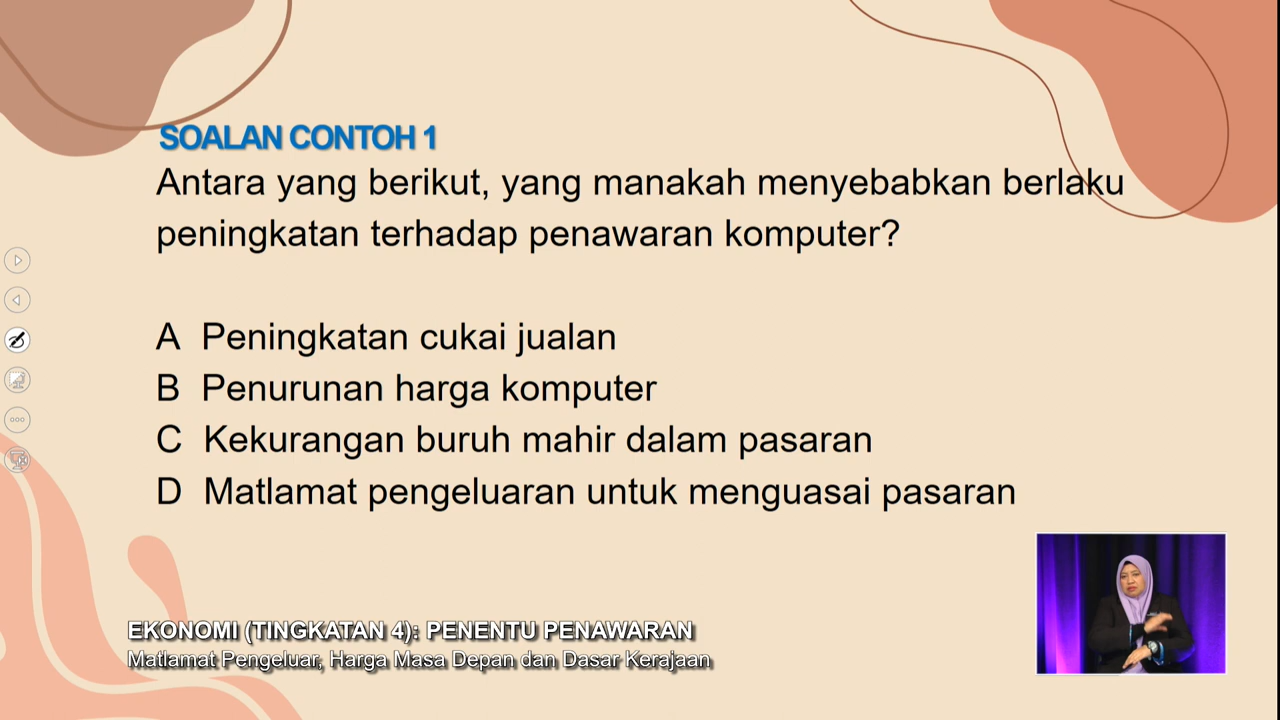 SOALAN CONTOH 1
Antara yang berikut, yang manakah menyebabkan berlaku
peningkatan terhadap penawaran komputer?
A Peningkatan cukai jualan
B Penurunan harga komputer
C Kekurangan buruh mahir dalam pasaran
D Matlamat pengeluaran untuk menguasai pasaran
EKONOMI (TINGKATAN 4): PENENTU PENAWARAN
Matlamat Pengeluar, Harga Masa Depan dan Dasar Kerajaan